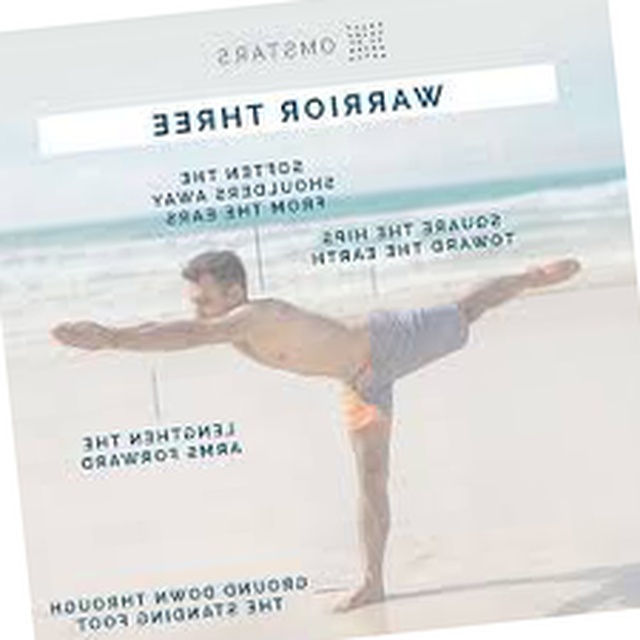 OMSTARS
WARRIOR THREE
SOFTEN THE
SHOULDERS AWAY
FROM THE EARS
SQUARE THE HIPS
TOWARD THE EARTH
LENGTHEN THE
ARMS FORWARD
GROUND DOWN THROUGH
THE STANDING FOOT